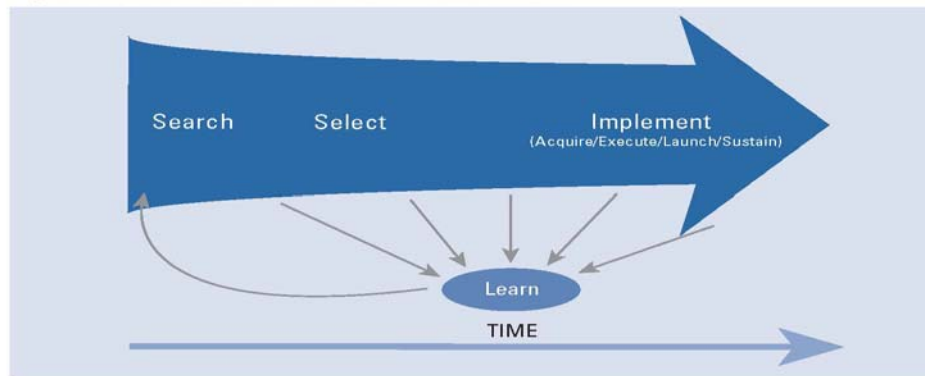 Search
Select
Implement
(Acquire/Execute/Launch/Sustain)
Learn
TIME